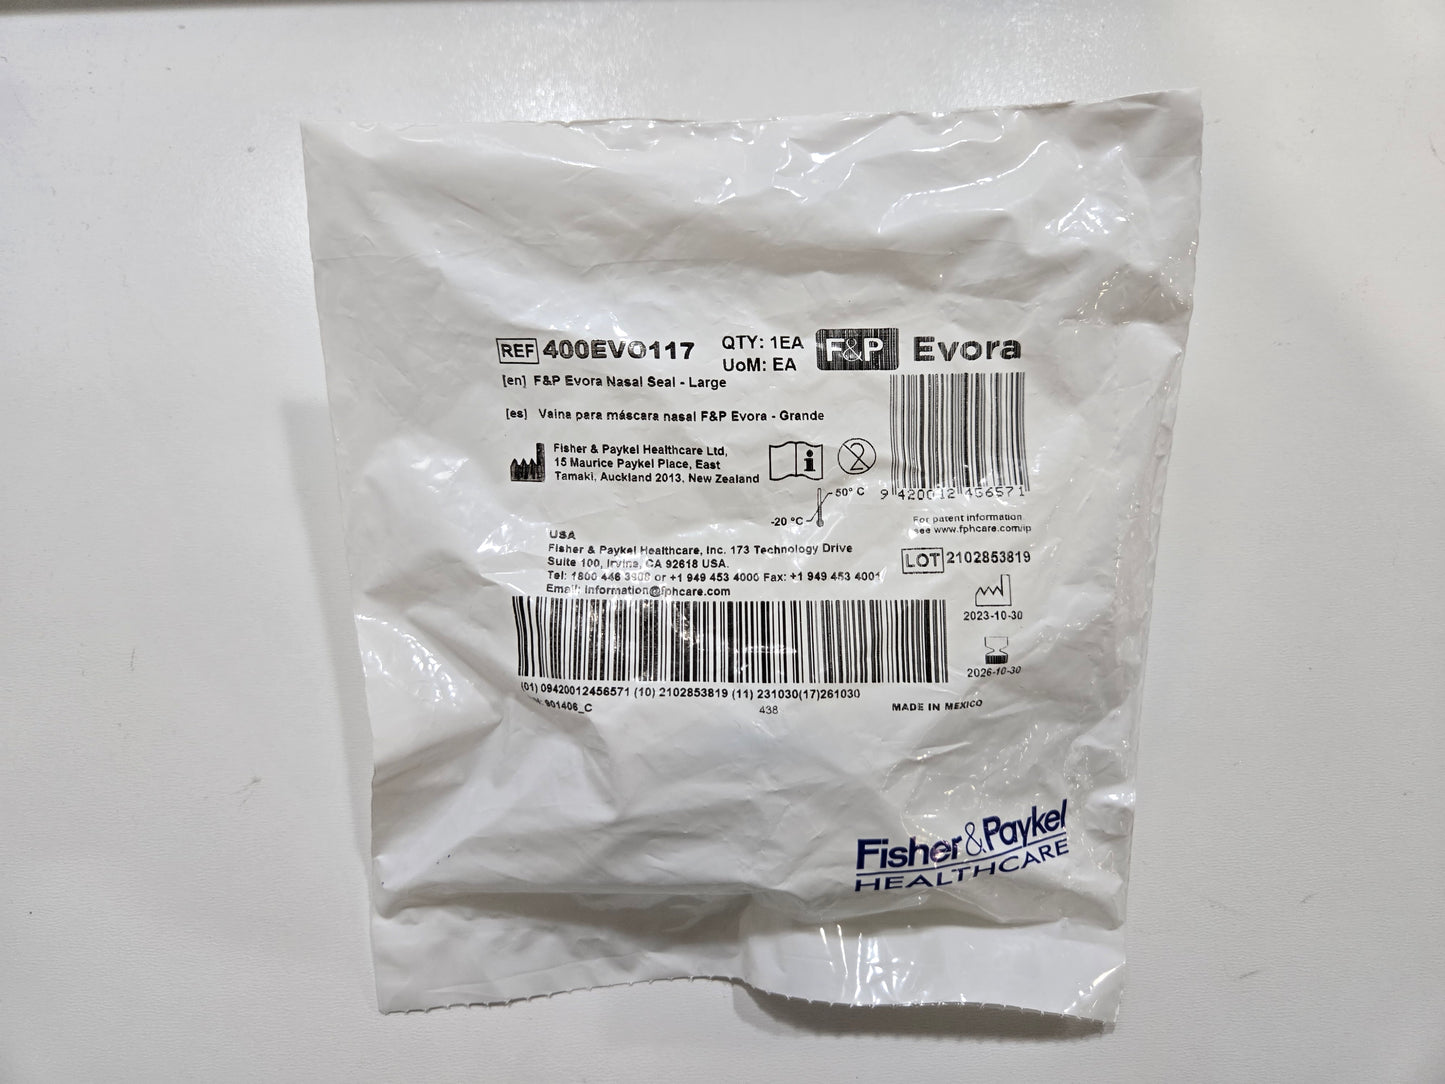 REF 400EVO117
QTY: 1EA
UoM: EA
F&P Evora
[en] F&P Evora Nasal Seal - Large
[es] Vaina para máscara nasal F&P Evora - Grande
Fisher & Paykel Healthcare Ltd,
15 Maurice Paykel Place, East
Tamaki, Auckland 2013, New Zealand
i
2
50° C
-20 °C
9 420012 456571
For patent information
see www.fphcare.com/ip
USA
Fisher & Paykel Healthcare, Inc. 173 Technology Drive
Suite 100, Irvine, CA 92618 USA.
Tel: 1800 446 3908 or +1 949 453 4000 Fax: +1 949 453 4001
Email: information@fphcare.com
LOT 2102853819
2023-10-30
2026-10-30
(01) 09420012456571 (10) 2102853819 (11) 231030(17)261030
901406_C
438
MADE IN MEXICO
Fisher&Paykel
HEALTHCARE